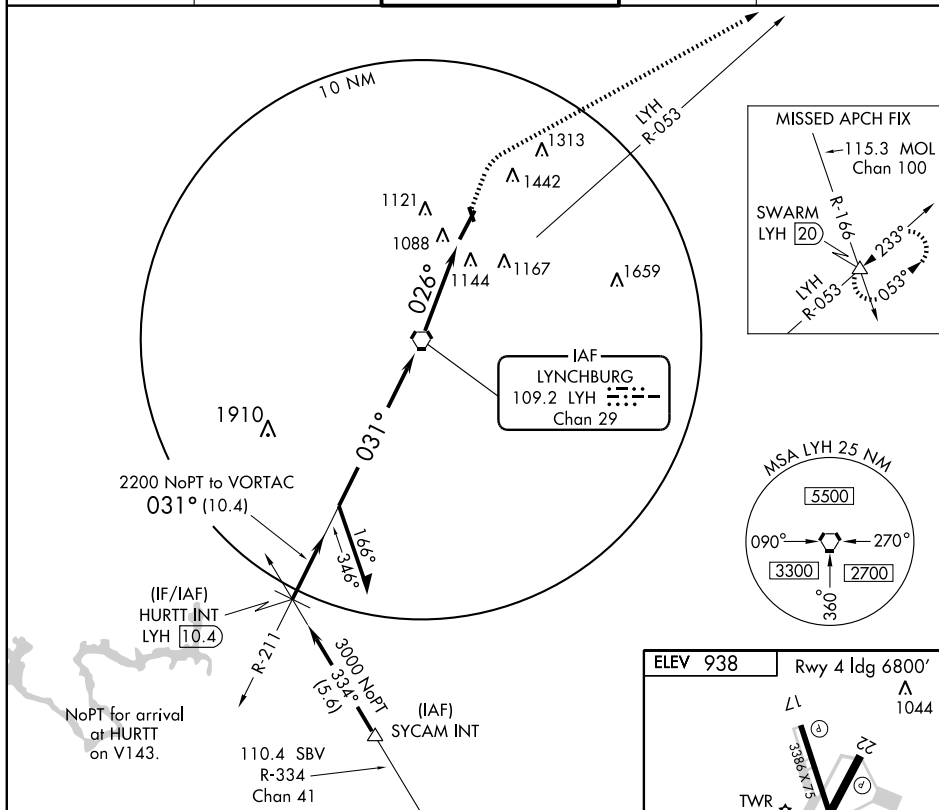 10 NM
LYH
R-053
1313
1442
1121
1088
1144
1167
1659
026°
MISSED APCH FIX
115.3 MOL
Chan 100
R-166
SWARM
LYH 20
233°
053°
LYH
R-053
IAF
LYNCHBURG
109.2 LYH
Chan 29
1910
031°
2200 NoPT to VORTAC
031° (10.4)
166°
346°
MSA LYH 25 NM
5500
090°
270°
3300
2700
360°
(IF/IAF)
HURTT INT
LYH 10.4
R-211
3000 NoPT
334°
(5.6)
(IAF)
SYCAM INT
NoPT for arrival
at HURTT
on V143.
110.4 SBV
R-334
Chan 41
ELEV 938
Rwy 4 ldg 6800'
1044
17
P
22
3386 X 75
P
TWR